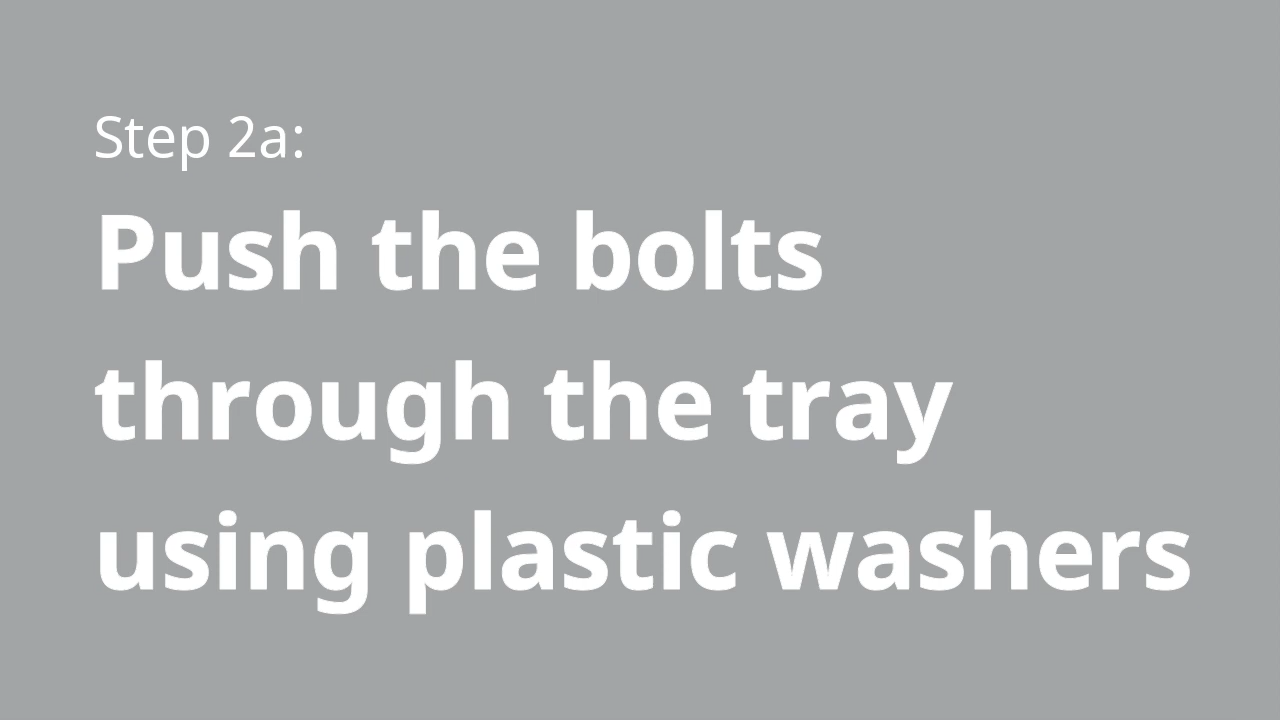 Step 2a:
Push the bolts
through the tray
using plastic washers